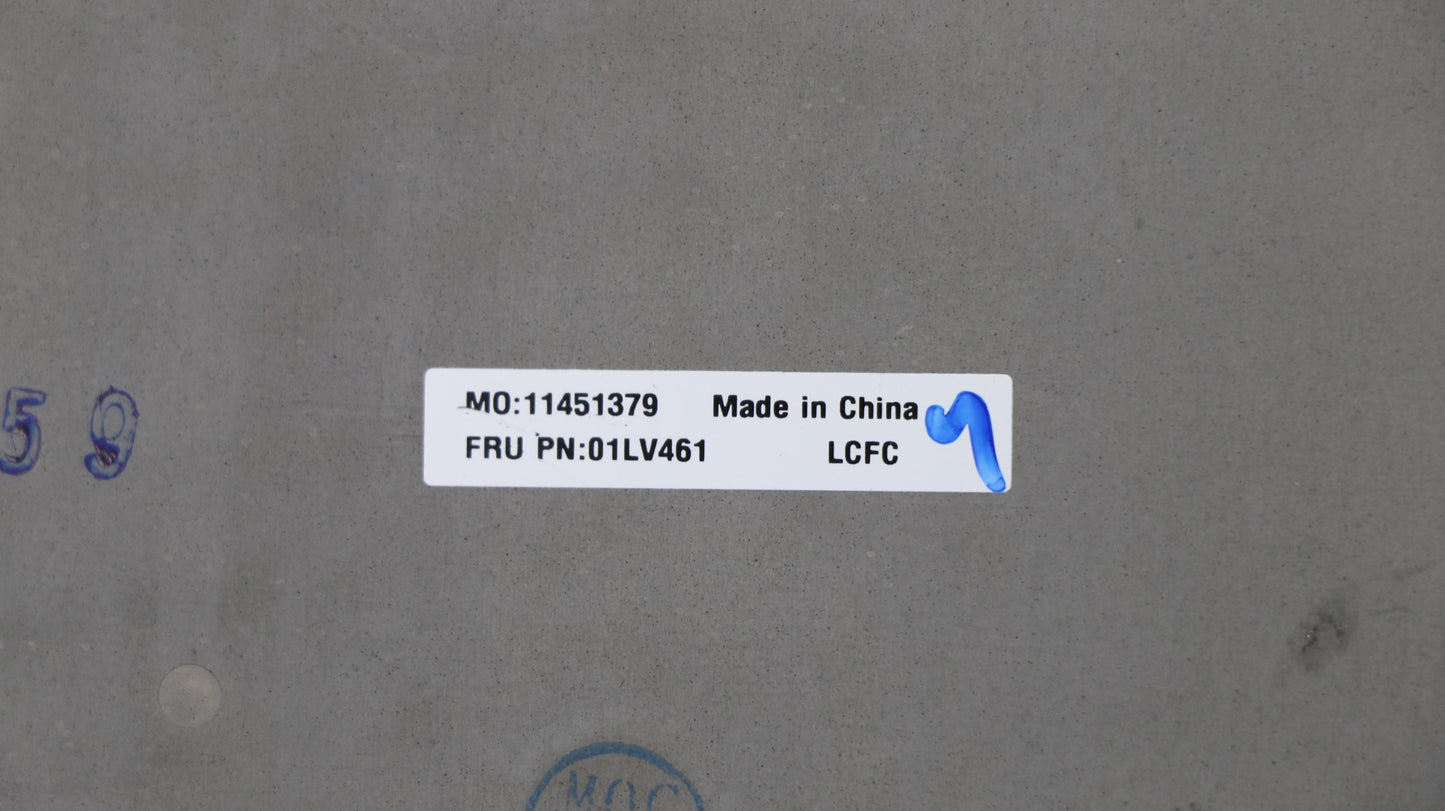 MO:11451379 Made in China
FRU PN:01LV461 LCFC
59